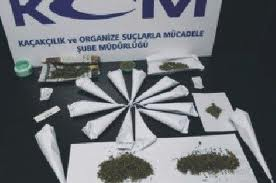 KOM
KAÇAKÇILIK ve ORGANİZE SUÇLARLA MÜCADELE
ŞUBE MÜDÜRLÜĞÜ